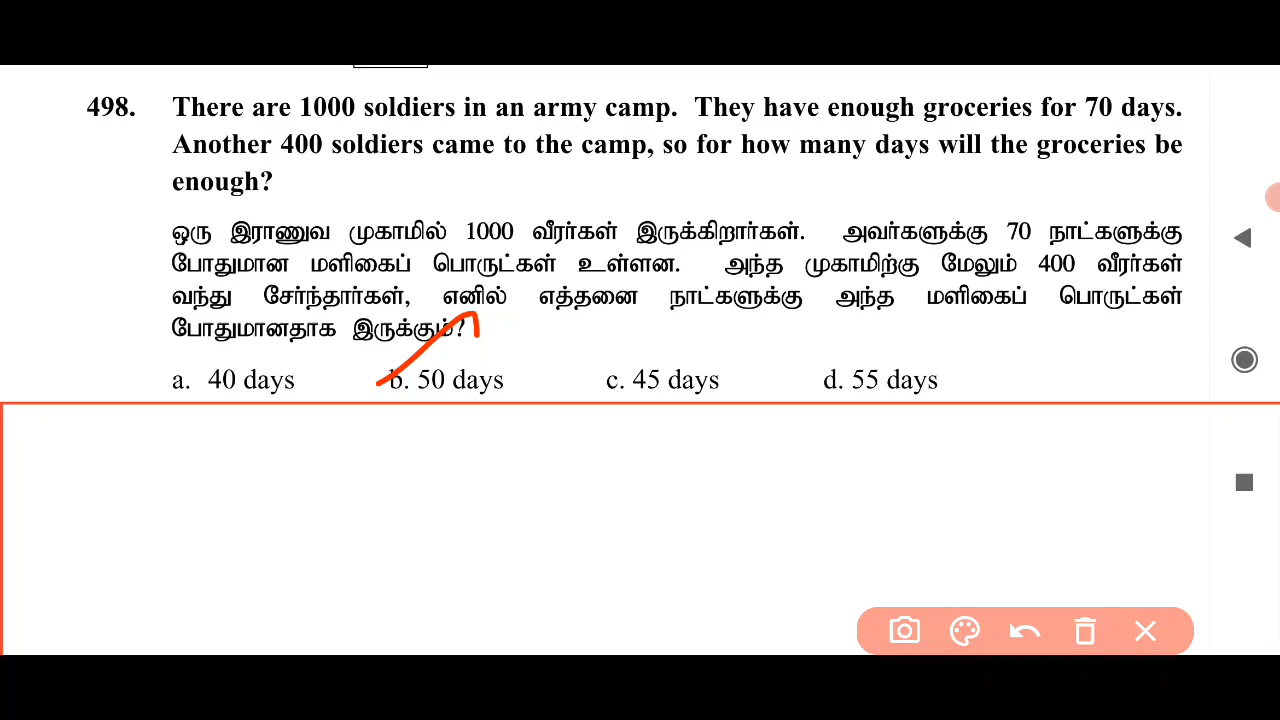 498. There are 1000 soldiers in an army camp. They have enough groceries for 70 days.
Another 400 soldiers came to the camp, so for how many days will the groceries be
enough?
ஒரு இராணுவ முகாமில் 1000 வீரர்கள் இருக்கிறார்கள். அவர்களுக்கு 70 நாட்களுக்கு
போதுமான மளிகைப் பொருட்கள் உள்ளன. அந்த முகாமிற்கு மேலும் 400 வீரர்கள்
வந்து சேர்ந்தார்கள், எனில் எத்தனை நாட்களுக்கு அந்த மளிகைப் பொருட்கள்
போதுமானதாக இருக்கும்?
a. 40 days b. 50 days c. 45 days d. 55 days